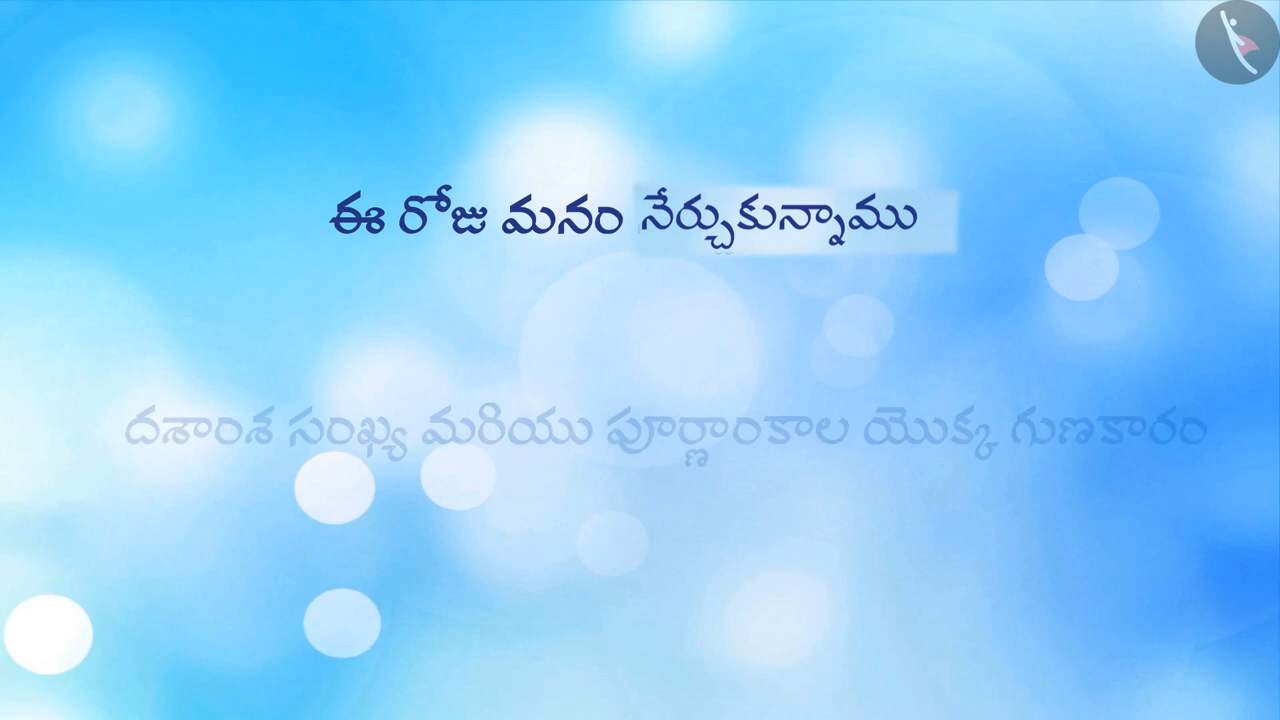 ఈ రోజు మనం నేర్చుకున్నాము
దశాంశ సంఖ్య మరియు పూర్ణాంకాల యొక్క గుణకారం